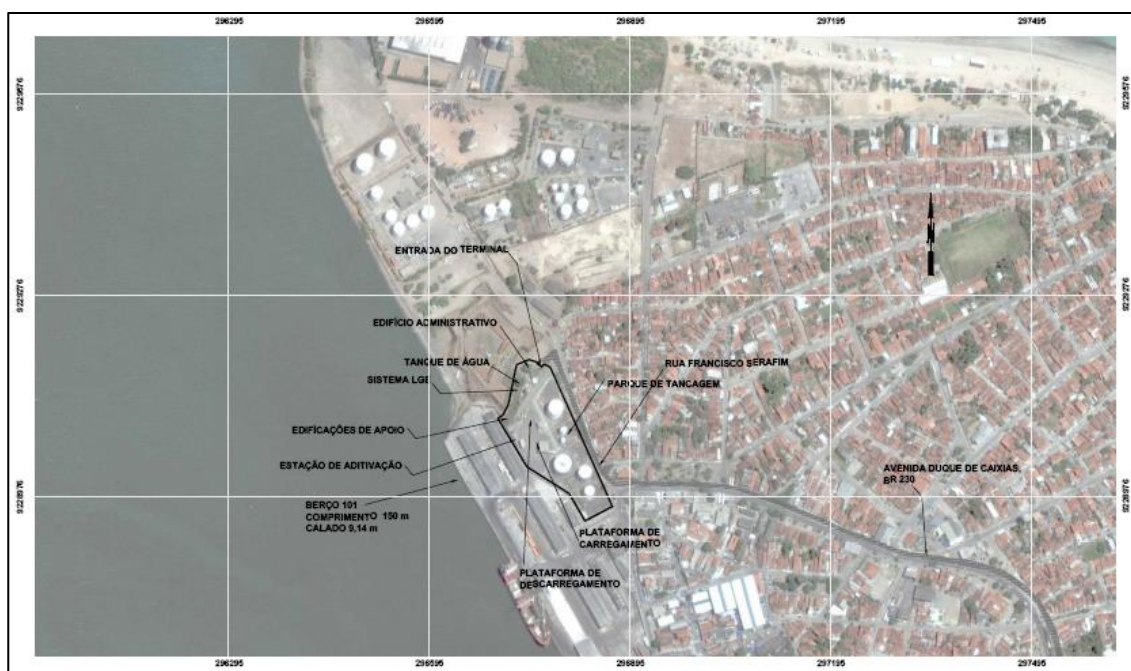 296295 296595 296895 297195 297495
9229576 9229576
ENTRADA DO TERMINAL
9229276 9229276
EDIFÍCIO ADMINISTRATIVO
TANQUE DE ÁGUA
RUA FRANCISCO SERAFIM
SISTEMA LGE
PARQUE DE TANCAGEM
EDIFICAÇÕES DE APOIO
ESTAÇÃO DE ADITIVAÇÃO
AVENIDA DUQUE DE CAIXIAS,
BR 230
9228976 9228976
BERÇO 101
COMPRIMENTO 150 m
CALADO 9,14 m
PLATAFORMA DE
CARREGAMENTO
PLATAFORMA DE
DESCARREGAMENTO
296295 296595 296895 297195 297495